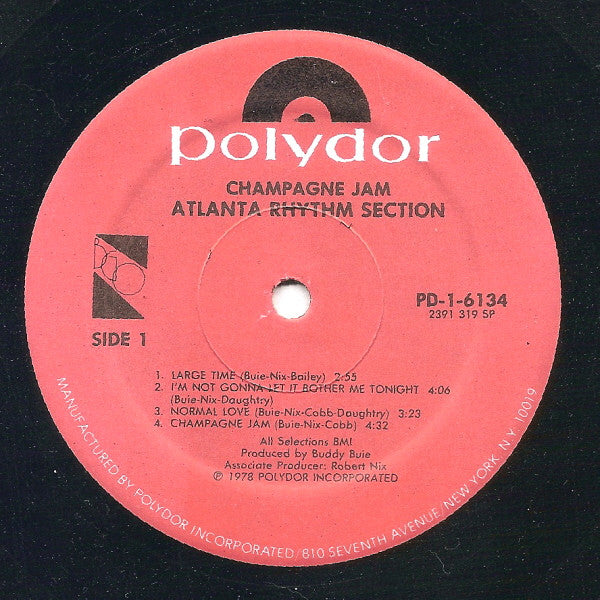 polydor
CHAMPAGNE JAM
ATLANTA RHYTHM SECTION
BGO
PD-1-6134
2391 319 SP
SIDE 1
1. LARGE TIME (Buie-Nix-Bailey) 2:55
2. I'M NOT GONNA LET IT BOTHER ME TONIGHT 4:06
(Buie-Nix-Daughtry)
3. NORMAL LOVE (Buie-Nix-Cobb-Daughtry) 3:23
4. CHAMPAGNE JAM (Buie-Nix-Cobb) 4:32
All Selections BMI
Produced by Buddy Buie
Associate Producer: Robert Nix
℗ 1978 POLYDOR INCORPORATED
MANUFACTURED BY POLYDOR INCORPORATED/810 SEVENTH AVENUE/NEW YORK, N.Y. 10019